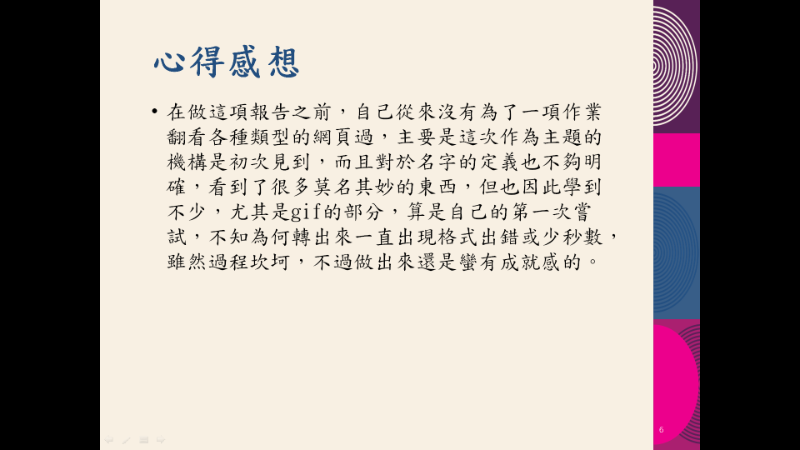 心得感想
•在做這項報告之前，自己從來沒有為了一項作業
翻看各種類型的網頁過，主要是這次作為主題的
機構是初次見到，而且對於名字的定義也不夠明
確，看到了很多莫名其妙的東西，但也因此學到
不少，尤其是gif的部分，算是自己的第一次嘗
試，不知為何轉出來一直出現格式出錯或少秒數，
雖然過程坎坷，不過做出來還是蠻有成就感的。
6